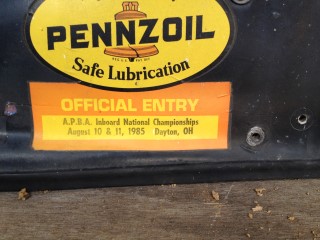 PENNZOIL
Safe Lubrication
OFFICIAL ENTRY
A.P.B.A. Inboard National Championships
August 10 & 11, 1985 Dayton, OH